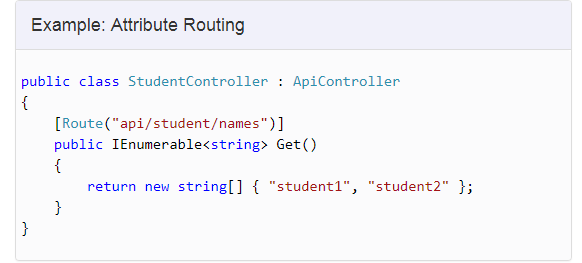 Example: Attribute Routing
public class StudentController : ApiController
{
    [Route("api/student/names")]
    public IEnumerable<string> Get()
    {
        return new string[] { "student1", "student2" };
    }
}